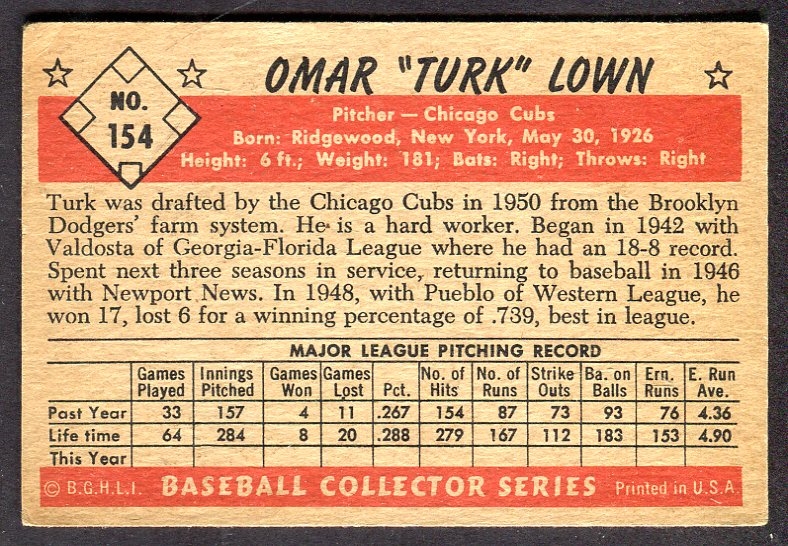 OMAR "TURK" LOWN
NO.
154
Pitcher — Chicago Cubs
Born: Ridgewood, New York, May 30, 1926
Height: 6 ft.; Weight: 181; Bats: Right; Throws: Right
Turk was drafted by the Chicago Cubs in 1950 from the Brooklyn
Dodgers' farm system. He is a hard worker. Began in 1942 with
Valdosta of Georgia-Florida League where he had an 18-8 record.
Spent next three seasons in service, returning to baseball in 1946
with Newport News. In 1948, with Pueblo of Western League, he
won 17, lost 6 for a winning percentage of .739, best in league.
MAJOR LEAGUE PITCHING RECORD
Games Played Innings Pitched Games Won Games Lost Pct. No. of Hits No. of Runs Strike Outs Ba. on Balls Ern. Runs E. Run Ave.
Past Year 33 157 4 11 .267 154 87 73 93 76 4.36
Life time 64 284 8 20 .288 279 167 112 183 153 4.90
This Year
© B.G.H.L.I. BASEBALL COLLECTOR SERIES Printed in U.S.A.